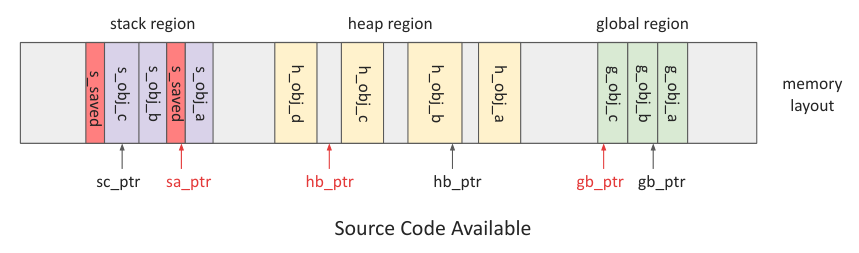 stack region
heap region
global region
s_saved
s_obj_c
s_obj_b
s_saved
s_obj_a
h_obj_d
h_obj_c
h_obj_b
h_obj_a
g_obj_c
g_obj_b
g_obj_a
memory
layout
sc_ptr
sa_ptr
hb_ptr
hb_ptr
gb_ptr
gb_ptr
Source Code Available